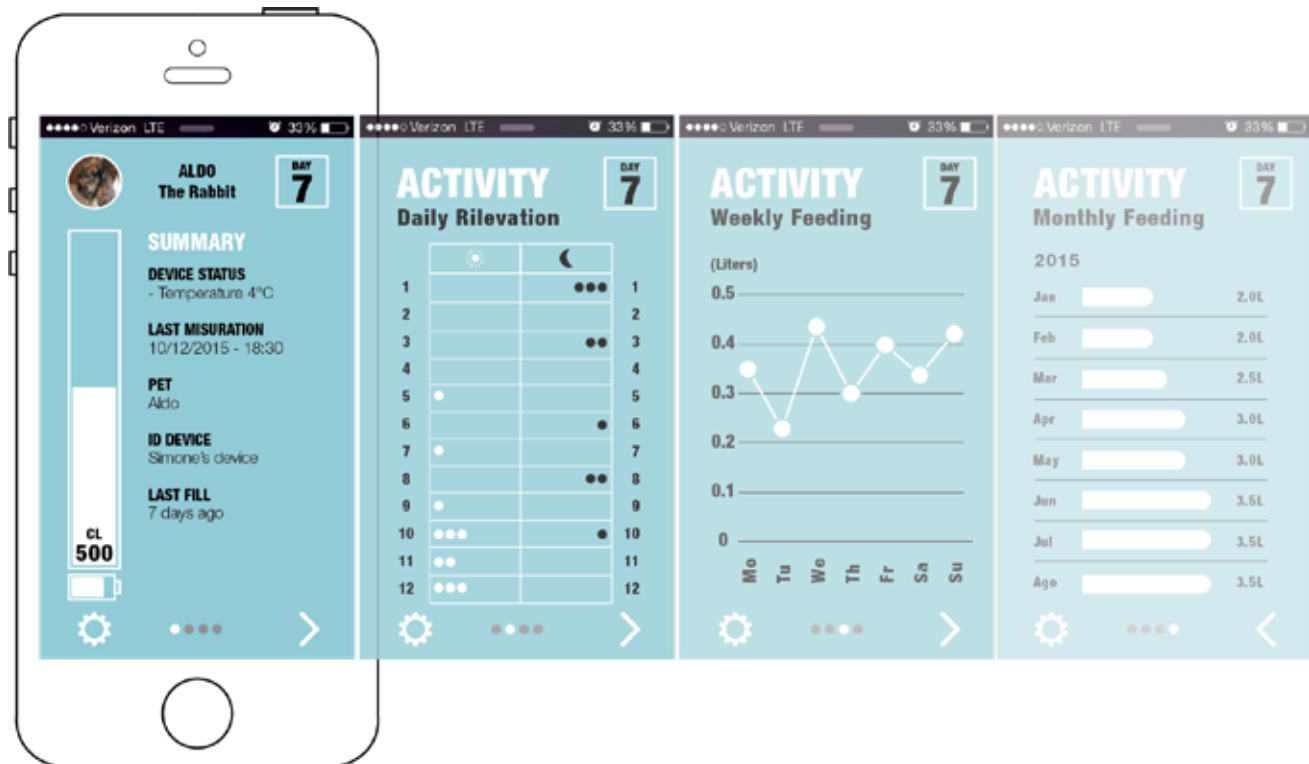 Verizon LTE
33%
ALDO
The Rabbit
DAY
7
SUMMARY
DEVICE STATUS
- Temperature 4°C
LAST MISURATION
10/12/2015 - 18:30
PET
Aldo
ID DEVICE
Simone's device
LAST FILL
7 days ago
CL
500
Verizon LTE
33%
ACTIVITY
DAY
7
Daily Rilevation
1 1
2 2
3 3
4 4
5 5
6 6
7 7
8 8
9 9
10 10
11 11
12 12
Verizon LTE
33%
ACTIVITY
DAY
7
Weekly Feeding
(Liters)
0.5
0.4
0.3
0.2
0.1
0
Mo Tu We Th Fr Sa Su
Verizon LTE
33%
ACTIVITY
DAY
7
Monthly Feeding
2015
Jan 2.0L
Feb 2.0L
Mar 2.5L
Apr 3.0L
May 3.0L
Jun 3.5L
Jul 3.5L
Ago 3.5L